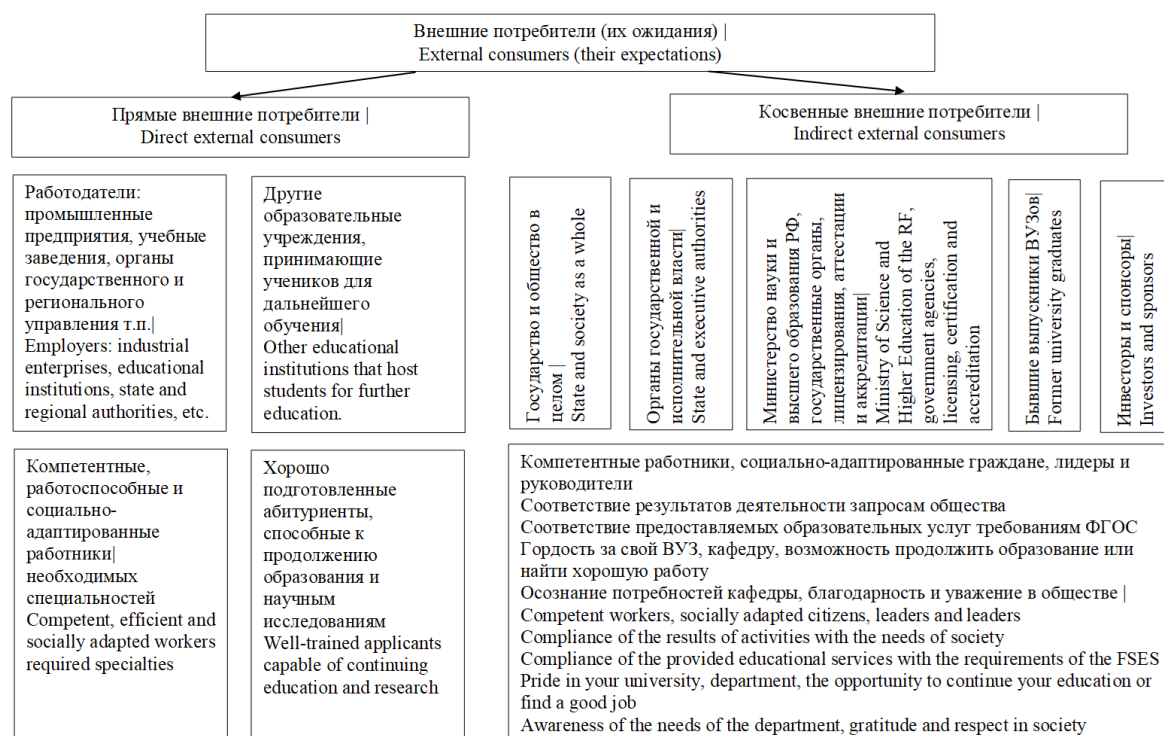 Внешние потребители (их ожидания) |
External consumers (their expectations)
Прямые внешние потребители |
Direct external consumers
Косвенные внешние потребители |
Indirect external consumers
Работодатели:
промышленные
предприятия, учебные
заведения, органы
государственного и
регионального
управления т.п.|
Employers: industrial
enterprises, educational
institutions, state and
regional authorities, etc.
Другие
образовательные
учреждения,
принимающие
учеников для
дальнейшего
обучения|
Other educational
institutions that host
students for further
education.
Государство и общество в
целом |
State and society as a whole
Органы государственной и
исполнительной власти|
State and executive authorities
Министерство науки и
высшего образования РФ,
государственные органы,
лицензирования, аттестации
и аккредитации|
Ministry of Science and
Higher Education of the RF,
government agencies,
licensing, certification and
accreditation
Бывшие выпускники ВУЗов|
Former university graduates
Инвесторы и спонсоры|
Investors and sponsors
Компетентные,
работоспособные и
социально-
адаптированные
работники|
необходимых
специальностей
Competent, efficient and
socially adapted workers
required specialties
Хорошо
подготовленные
абитуриенты,
способные к
продолжению
образования и
научным
исследованиям
Well-trained applicants
capable of continuing
education and research
Компетентные работники, социально-адаптированные граждане, лидеры и
руководители
Соответствие результатов деятельности запросам общества
Соответствие предоставляемых образовательных услуг требованиям ФГОС
Гордость за свой ВУЗ, кафедру, возможность продолжить образование или
найти хорошую работу
Осознание потребностей кафедры, благодарность и уважение в обществе |
Competent workers, socially adapted citizens, leaders and leaders
Compliance of the results of activities with the needs of society
Compliance of the provided educational services with the requirements of the FSES
Pride in your university, department, the opportunity to continue your education or
find a good job
Awareness of the needs of the department, gratitude and respect in society